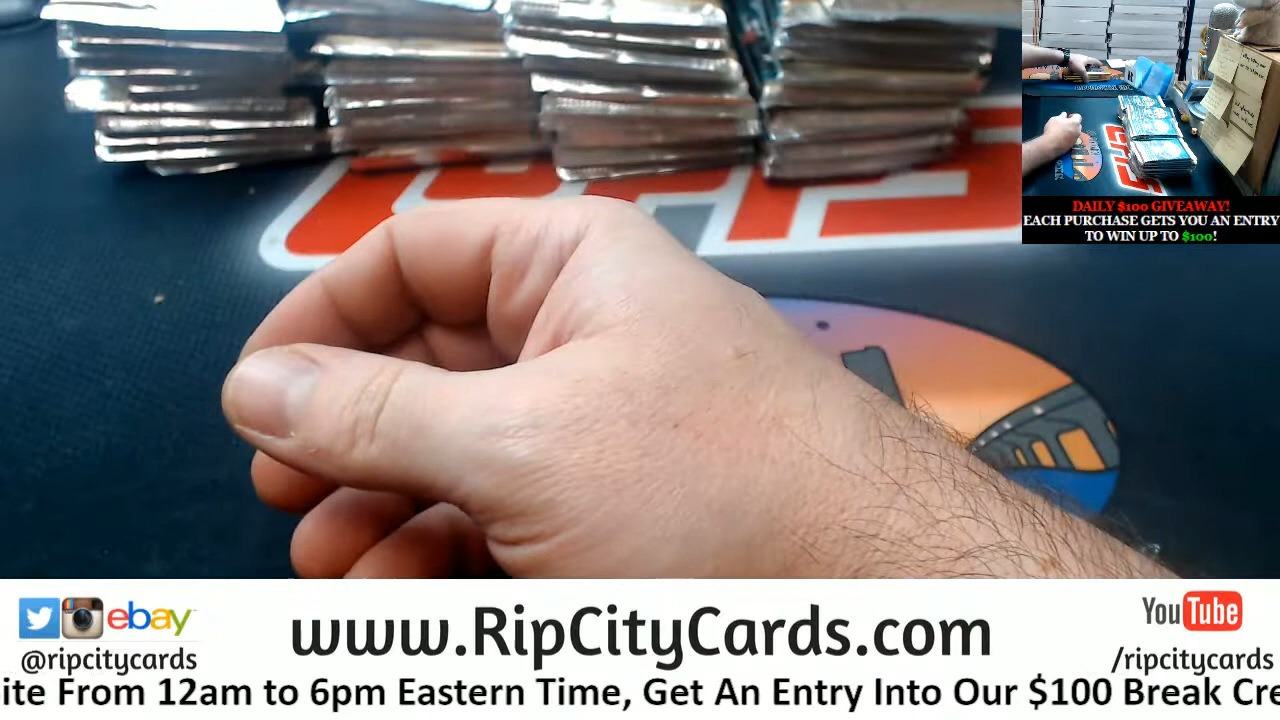 DAILY $100 GIVEAWAY!
EACH PURCHASE GETS YOU AN ENTRY
TO WIN UP TO $100!
ebay
www.RipCityCards.com
YouTube
@ripcitycards
/ripcitycards
ite From 12am to 6pm Eastern Time, Get An Entry Into Our $100 Break Cre